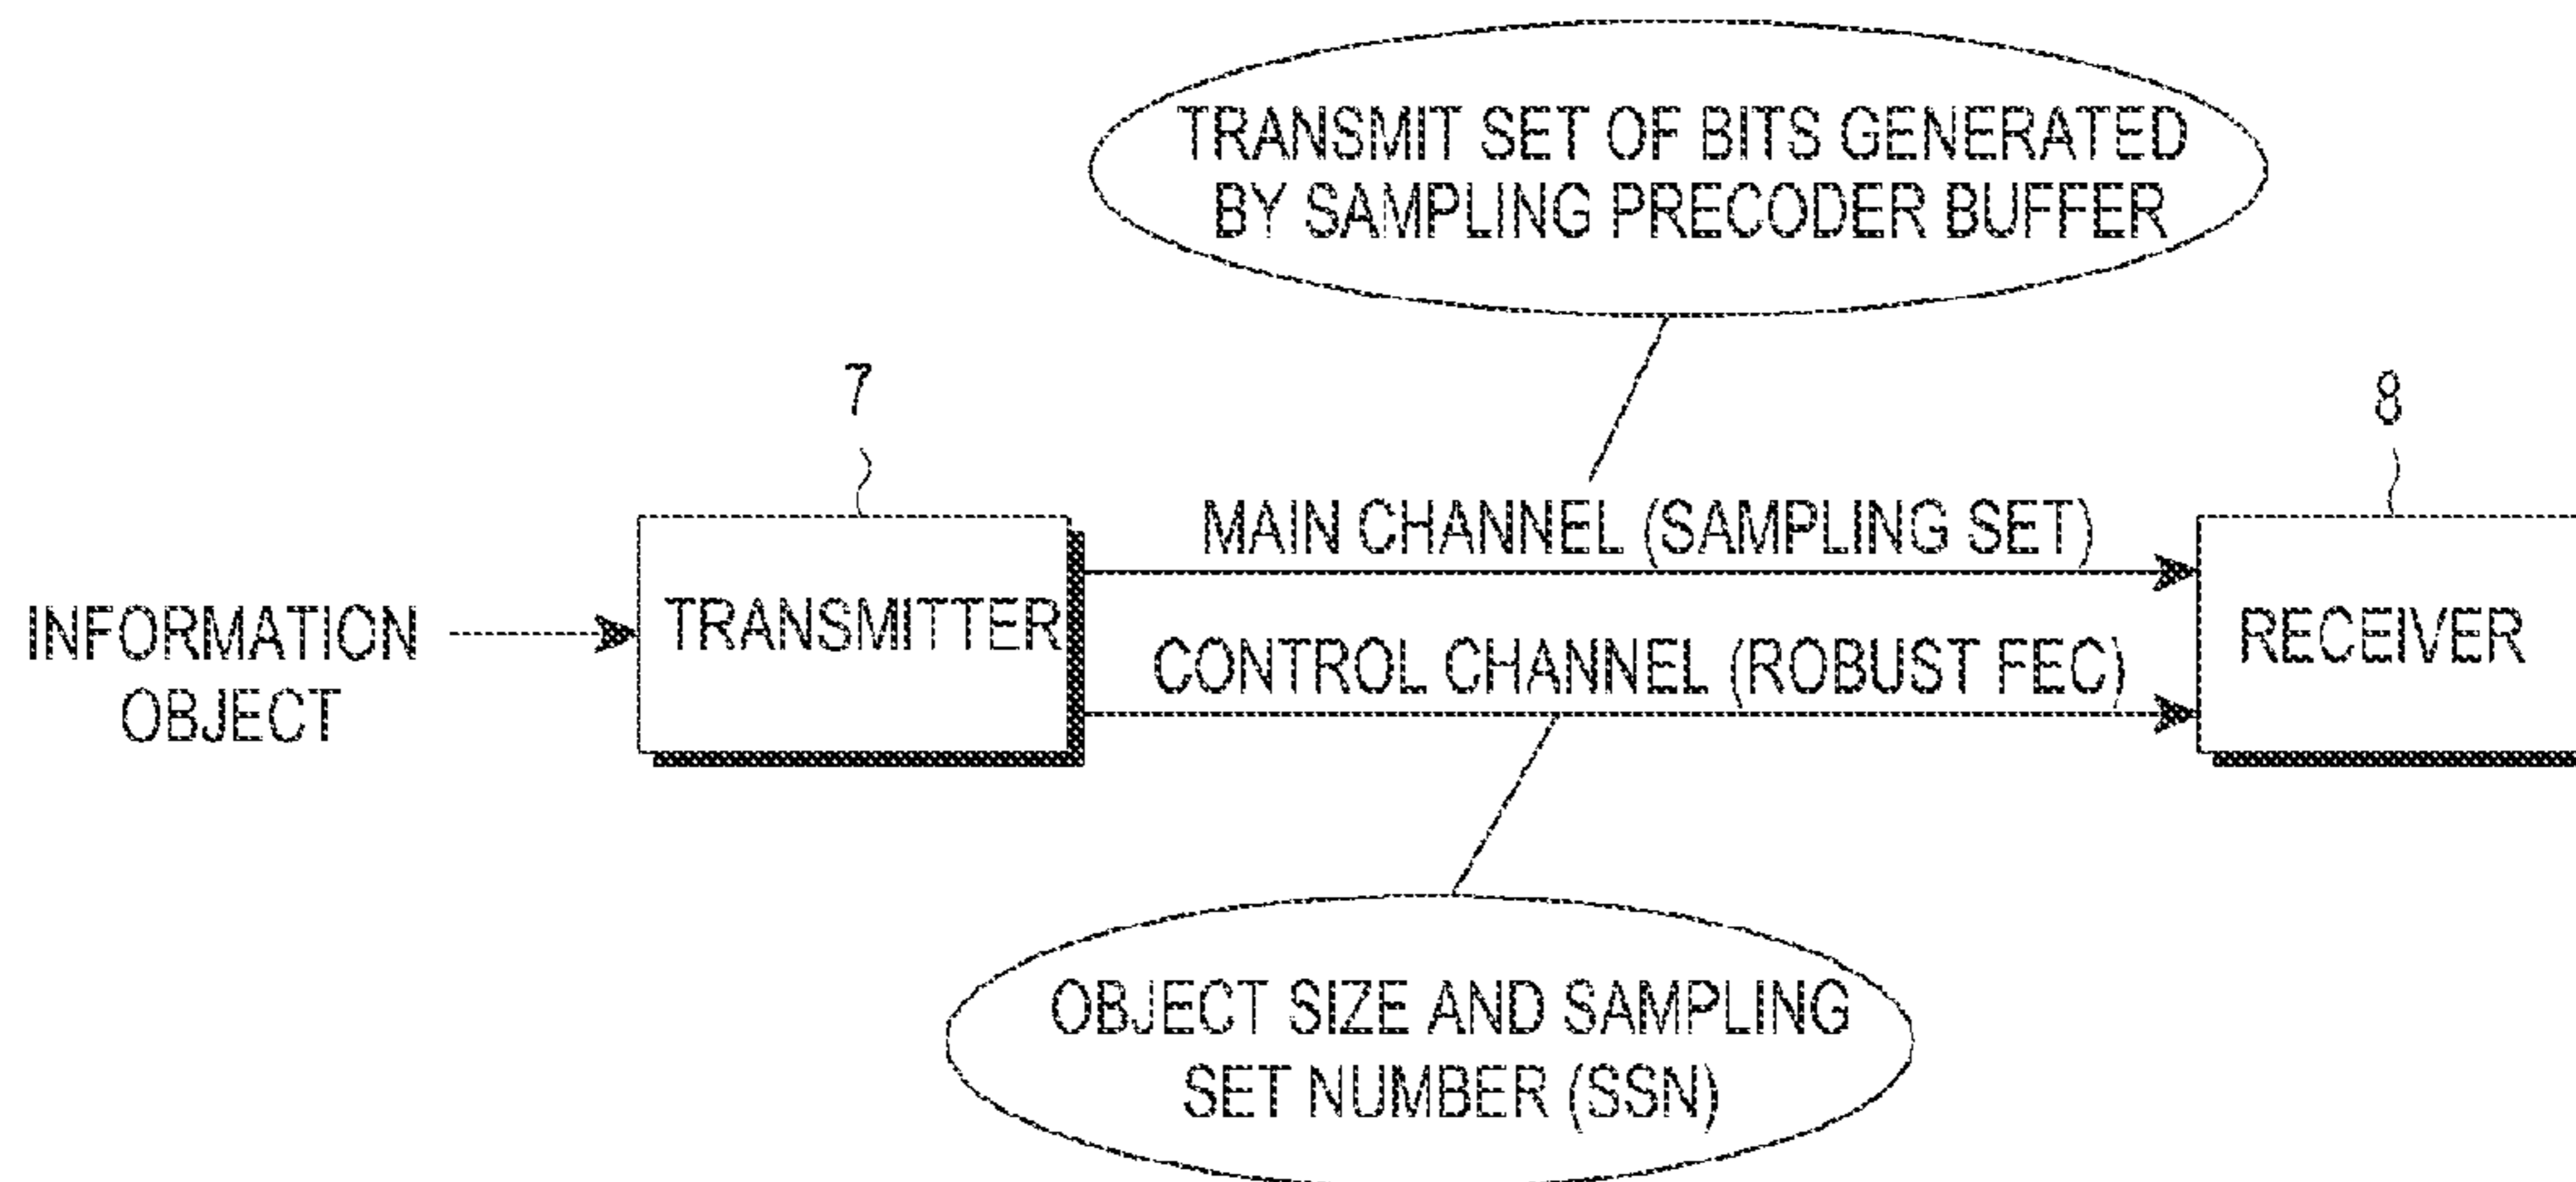 TRANSMIT SET OF BITS GENERATED
BY SAMPLING PRECODER BUFFER
7
8
MAIN CHANNEL (SAMPLING SET)
INFORMATION
OBJECT
TRANSMITTER
CONTROL CHANNEL (ROBUST FEC)
RECEIVER
OBJECT SIZE AND SAMPLING
SET NUMBER (SSN)